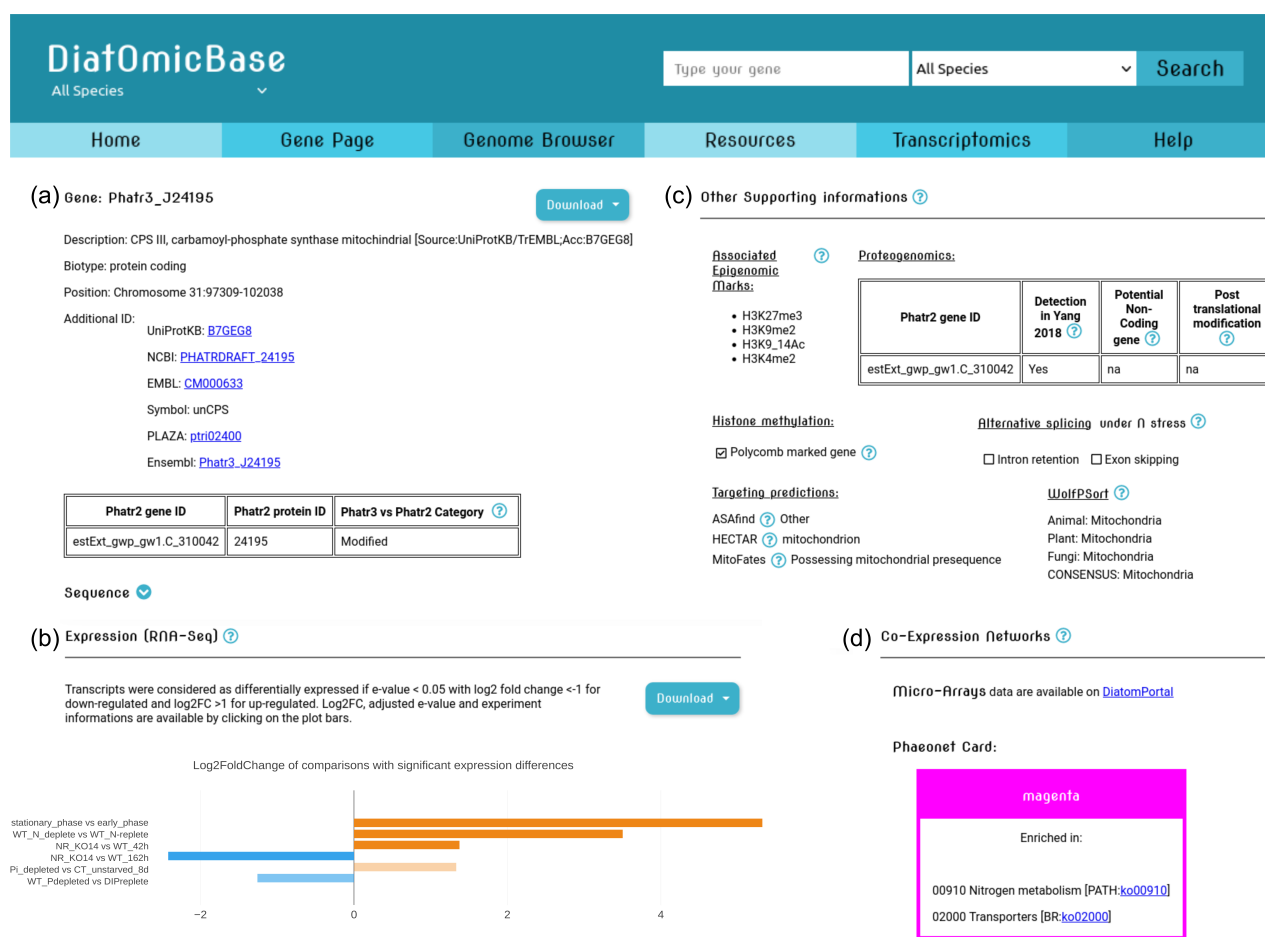 DiatOmicBase
All Species
Type your gene
All Species
Search
Home
Gene Page
Genome Browser
Resources
Transcriptomics
Help
(a) Gene: Phatr3_J24195
Download
Description: CPS III, carbamoyl-phosphate synthase mitochindrial [Source:UniProtKB/TrEMBL;Acc:B7GEG8]
Biotype: protein coding
Position: Chromosome 31:97309-102038
Additional ID:
UniProtKB: B7GEG8
NCBI: PHATRDRAFT_24195
EMBL: CM000633
Symbol: unCPS
PLAZA: ptri02400
Ensembl: Phatr3_J24195
Phatr2 gene ID
Phatr2 protein ID
Phatr3 vs Phatr2 Category ?
estExt_gwp_gw1.C_310042
24195
Modified
Sequence
(b) Expression (RNA-Seq) ?
Transcripts were considered as differentially expressed if e-value < 0.05 with log2 fold change <-1 for
down-regulated and log2FC >1 for up-regulated. Log2FC, adjusted e-value and experiment
informations are available by clicking on the plot bars.
Download
Log2FoldChange of comparisons with significant expression differences
stationary_phase vs early_phase
WT_N_deplete vs WT_N-replete
NR_KO14 vs WT_42h
NR_KO14 vs WT_162h
Pi_depleted vs CT_unstarved_8d
WT_Pdepleted vs DIPreplete
−2
0
2
4
(c) Other Supporting informations ?
Associated
Epigenomic
Marks:
?
• H3K27me3
• H3K9me2
• H3K9_14Ac
• H3K4me2
Proteogenomics:
Phatr2 gene ID
Detection
in Yang
2018 ?
Potential
Non-
Coding
gene ?
Post
translational
modification
?
estExt_gwp_gw1.C_310042
Yes
na
na
Histone methylation:
Polycomb marked gene ?
Alternative splicing under N stress ?
Intron retention
Exon skipping
Targeting predictions:
ASAfind ? Other
HECTAR ? mitochondrion
MitoFates ? Possessing mitochondrial presequence
WolfPSort ?
Animal: Mitochondria
Plant: Mitochondria
Fungi: Mitochondria
CONSENSUS: Mitochondria
(d) Co-Expression Networks ?
Micro-Arrays data are available on DiatomPortal
Phaeonet Card:
magenta
Enriched in:
00910 Nitrogen metabolism [PATH:ko00910]
02000 Transporters [BR:ko02000]